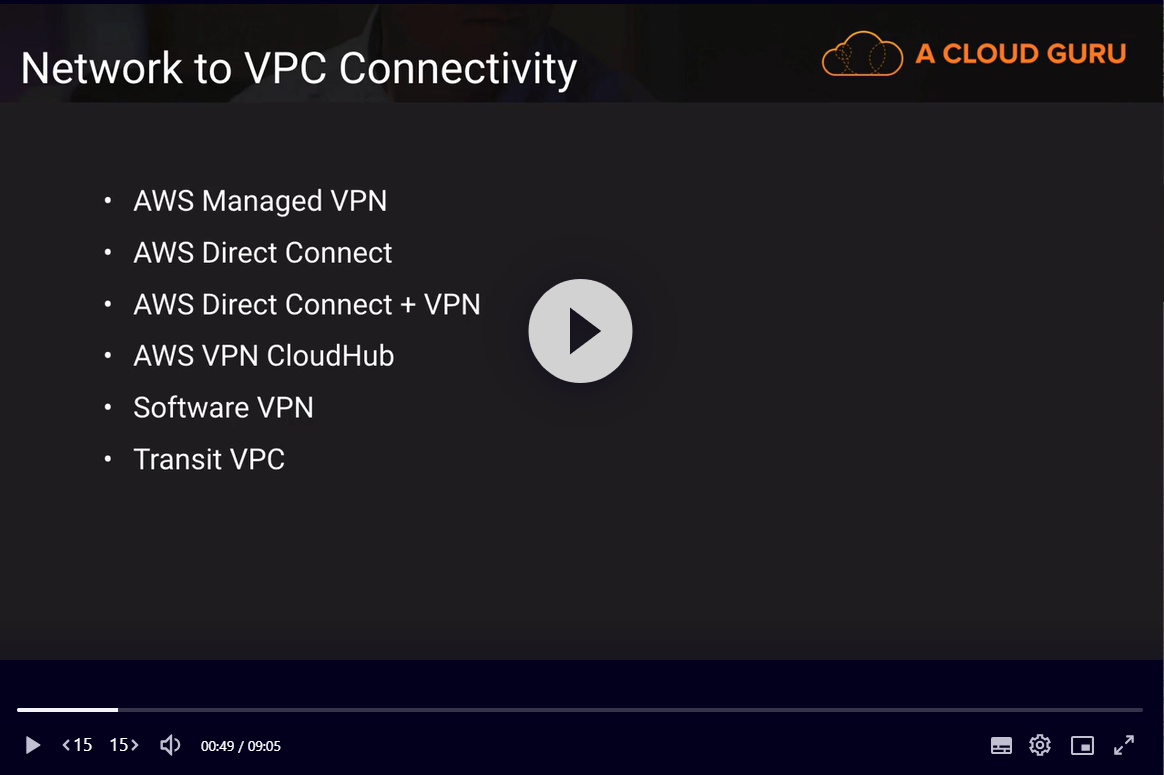 Network to VPC Connectivity
A CLOUD GURU
• AWS Managed VPN
• AWS Direct Connect
• AWS Direct Connect + VPN
• AWS VPN CloudHub
• Software VPN
• Transit VPC
15 15 00:49 / 09:05